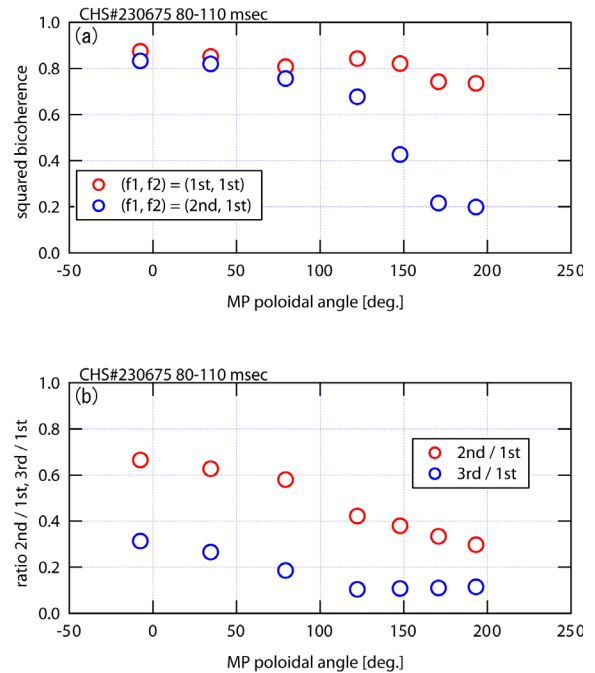 CHS#230675 80-110 msec
(a)
squared bicoherence
1.0
0.8
0.6
0.4
0.2
0.0
(f1, f2) = (1st, 1st)
(f1, f2) = (2nd, 1st)
-50 0 50 100 150 200 250
MP poloidal angle [deg.]
CHS#230675 80-110 msec
(b)
ratio 2nd / 1st, 3rd / 1st
1.0
0.8
0.6
0.4
0.2
0.0
2nd / 1st
3rd / 1st
-50 0 50 100 150 200 250
MP poloidal angle [deg.]